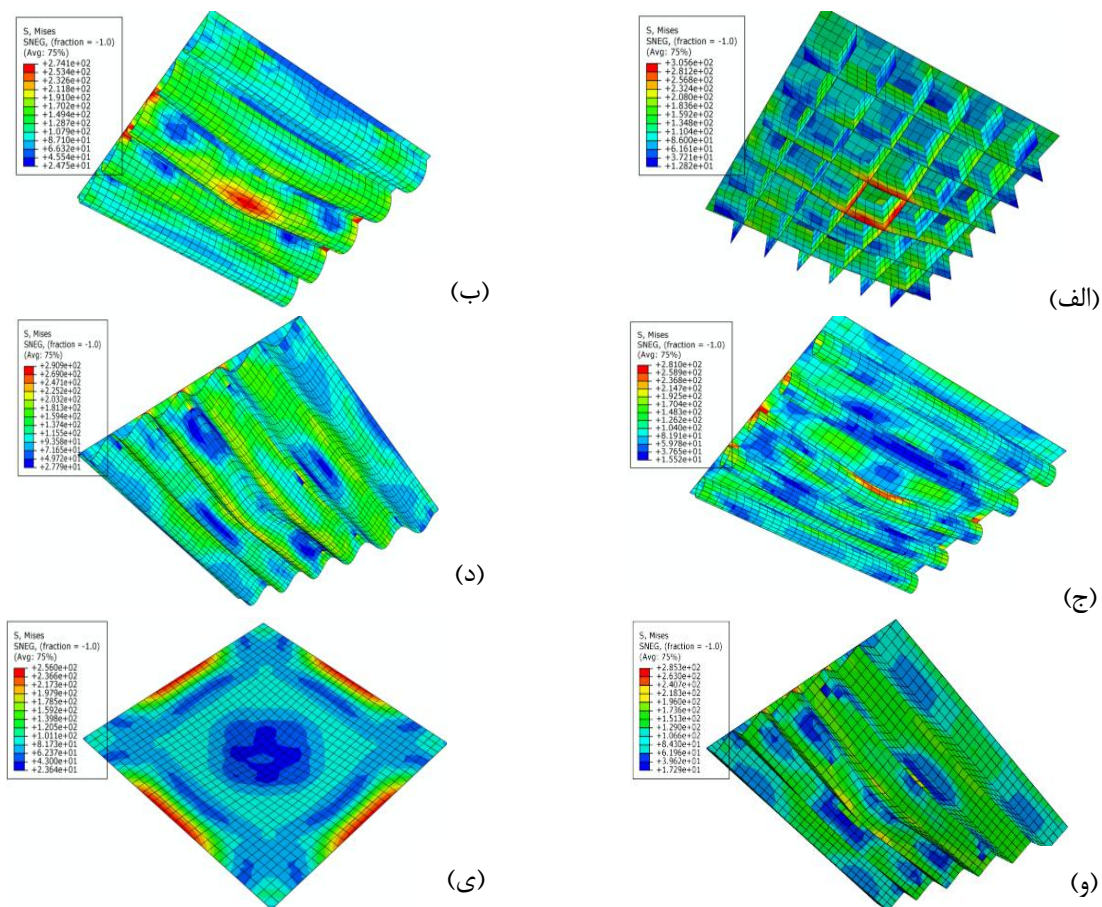 S, Mises
SNEG, (fraction = -1.0)
(Avg: 75%)
+2.741e+02
+2.534e+02
+2.326e+02
+2.118e+02
+1.910e+02
+1.702e+02
+1.494e+02
+1.287e+02
+1.079e+02
+8.710e+01
+6.632e+01
+4.554e+01
+2.475e+01
(ب)
S, Mises
SNEG, (fraction = -1.0)
(Avg: 75%)
+3.056e+02
+2.812e+02
+2.568e+02
+2.324e+02
+2.080e+02
+1.836e+02
+1.592e+02
+1.348e+02
+1.104e+02
+8.600e+01
+6.161e+01
+3.721e+01
+1.282e+01
(الف)
S, Mises
SNEG, (fraction = -1.0)
(Avg: 75%)
+2.909e+02
+2.690e+02
+2.471e+02
+2.252e+02
+2.032e+02
+1.813e+02
+1.594e+02
+1.374e+02
+1.155e+02
+9.358e+01
+7.165e+01
+4.972e+01
+2.779e+01
(د)
S, Mises
SNEG, (fraction = -1.0)
(Avg: 75%)
+2.810e+02
+2.589e+02
+2.368e+02
+2.147e+02
+1.925e+02
+1.704e+02
+1.483e+02
+1.262e+02
+1.040e+02
+8.191e+01
+5.978e+01
+3.765e+01
+1.552e+01
(ج)
S, Mises
SNEG, (fraction = -1.0)
(Avg: 75%)
+2.560e+02
+2.366e+02
+2.173e+02
+1.979e+02
+1.785e+02
+1.592e+02
+1.398e+02
+1.205e+02
+1.011e+02
+8.173e+01
+6.237e+01
+4.300e+01
+2.364e+01
(ی)
S, Mises
SNEG, (fraction = -1.0)
(Avg: 75%)
+2.853e+02
+2.630e+02
+2.407e+02
+2.183e+02
+1.960e+02
+1.736e+02
+1.513e+02
+1.290e+02
+1.066e+02
+8.430e+01
+6.196e+01
+3.962e+01
+1.729e+01
(و)